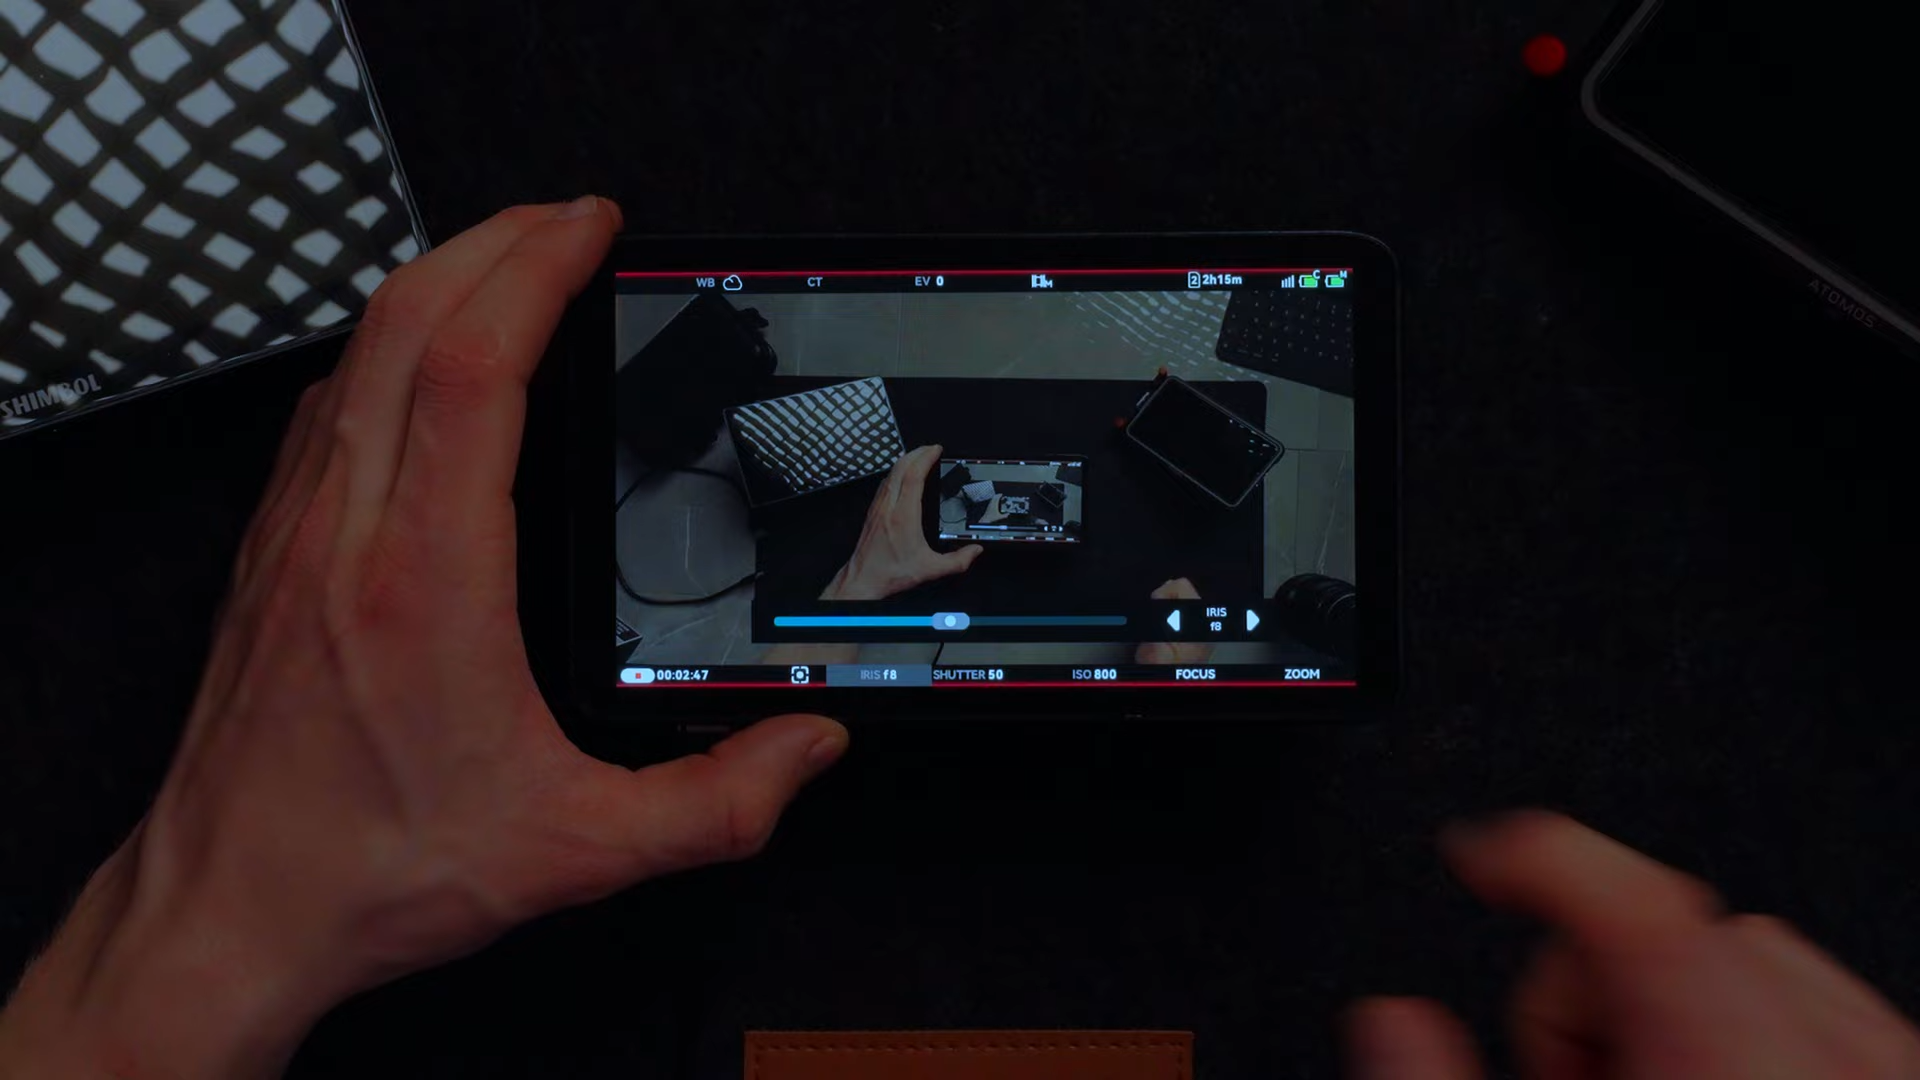 WB
CT
EV 0
2 2h15m
C
M
ATOMOS
SHIMBOL
IRIS
f8
00:02:47
IRIS f8
SHUTTER 50
ISO 800
FOCUS
ZOOM